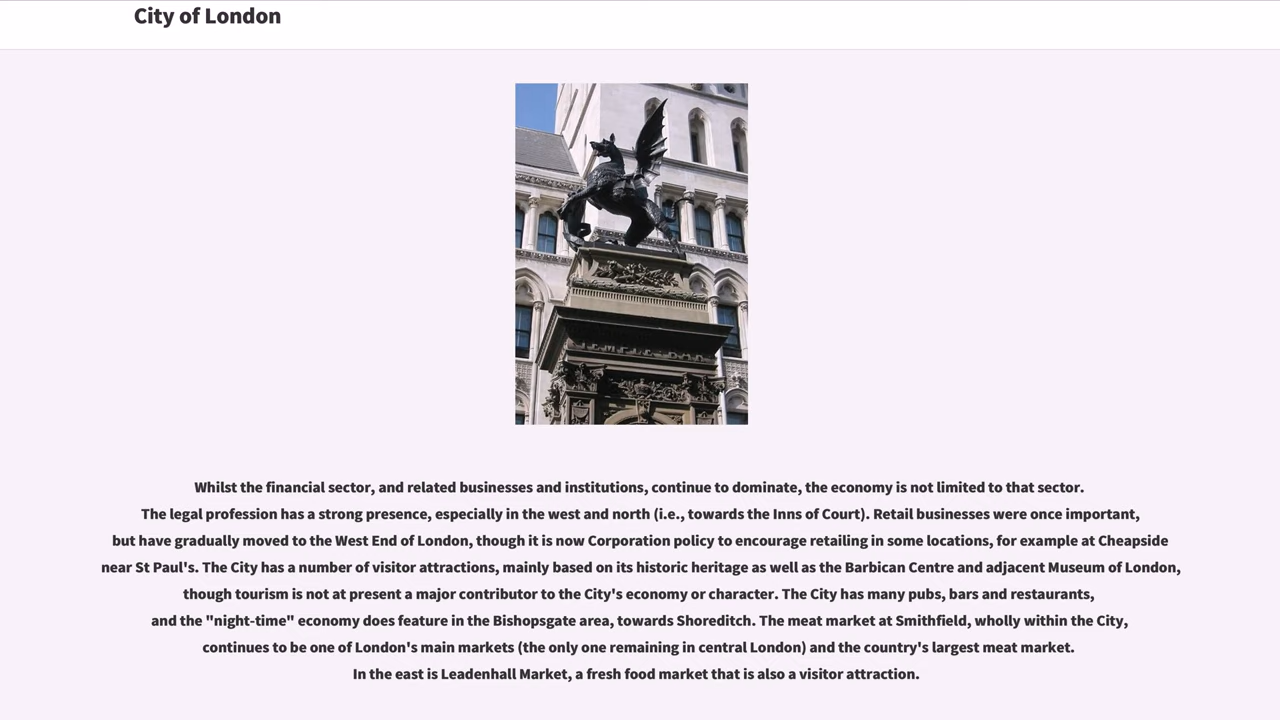 City of London
Whilst the financial sector, and related businesses and institutions, continue to dominate, the economy is not limited to that sector.
The legal profession has a strong presence, especially in the west and north (i.e., towards the Inns of Court). Retail businesses were once important,
but have gradually moved to the West End of London, though it is now Corporation policy to encourage retailing in some locations, for example at Cheapside
near St Paul's. The City has a number of visitor attractions, mainly based on its historic heritage as well as the Barbican Centre and adjacent Museum of London,
though tourism is not at present a major contributor to the City's economy or character. The City has many pubs, bars and restaurants,
and the "night-time" economy does feature in the Bishopsgate area, towards Shoreditch. The meat market at Smithfield, wholly within the City,
continues to be one of London's main markets (the only one remaining in central London) and the country's largest meat market.
In the east is Leadenhall Market, a fresh food market that is also a visitor attraction.